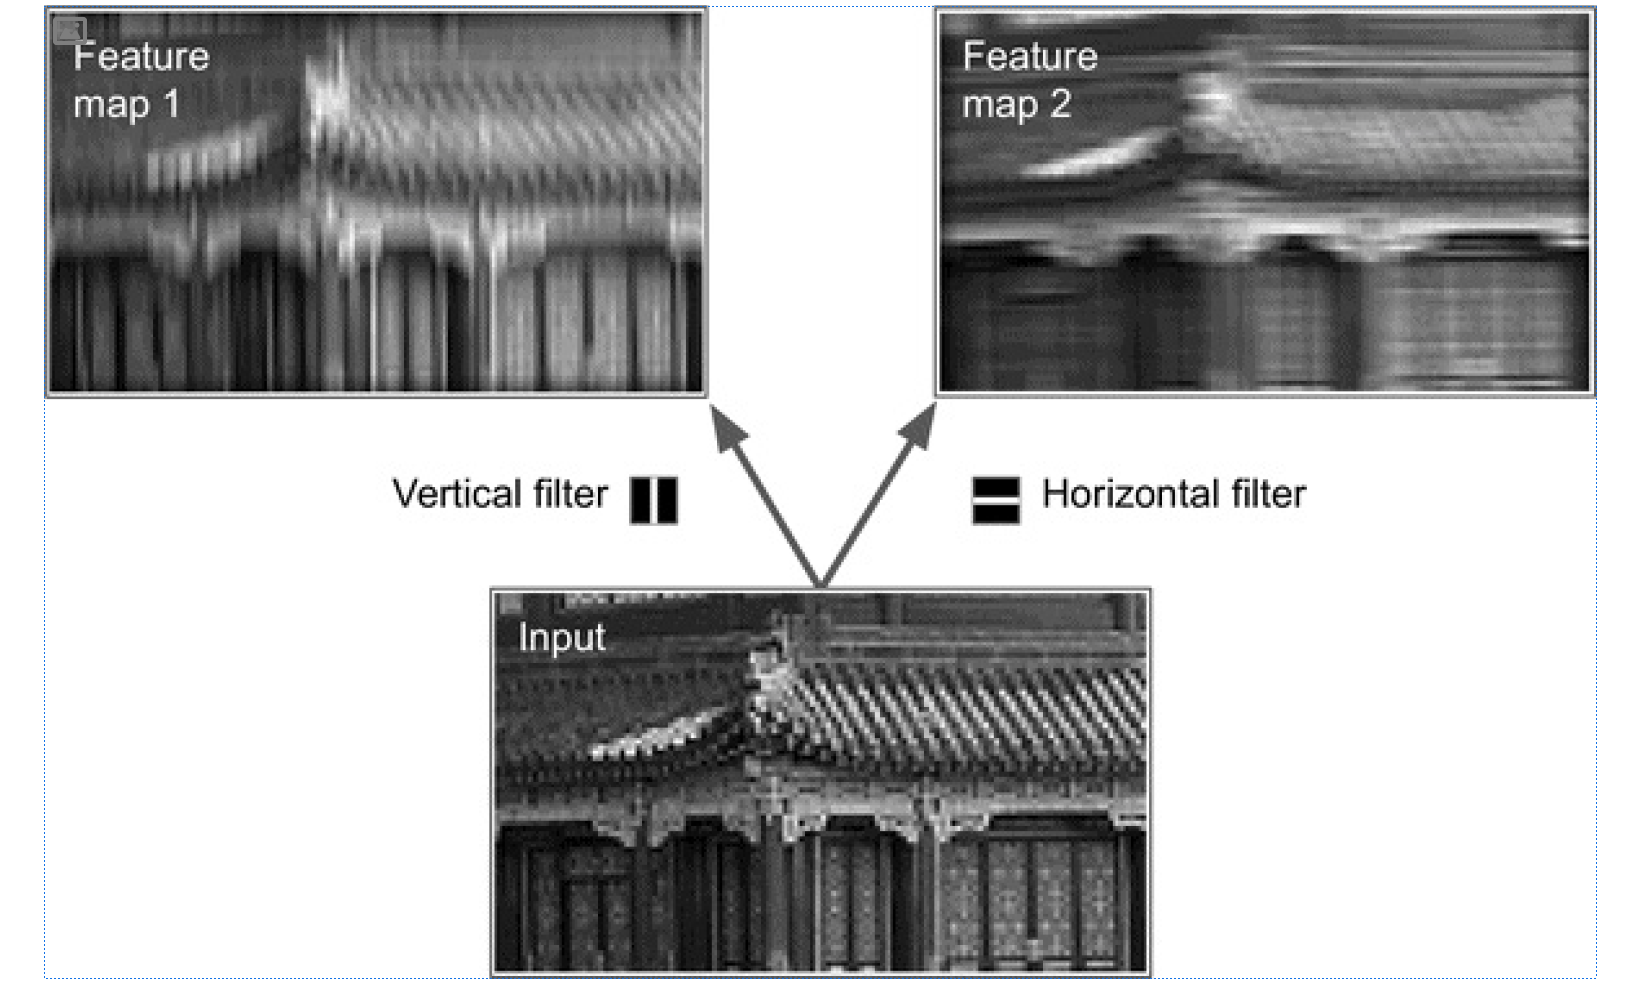 Feature
map 1
Feature
map 2
Vertical filter
Horizontal filter
Input